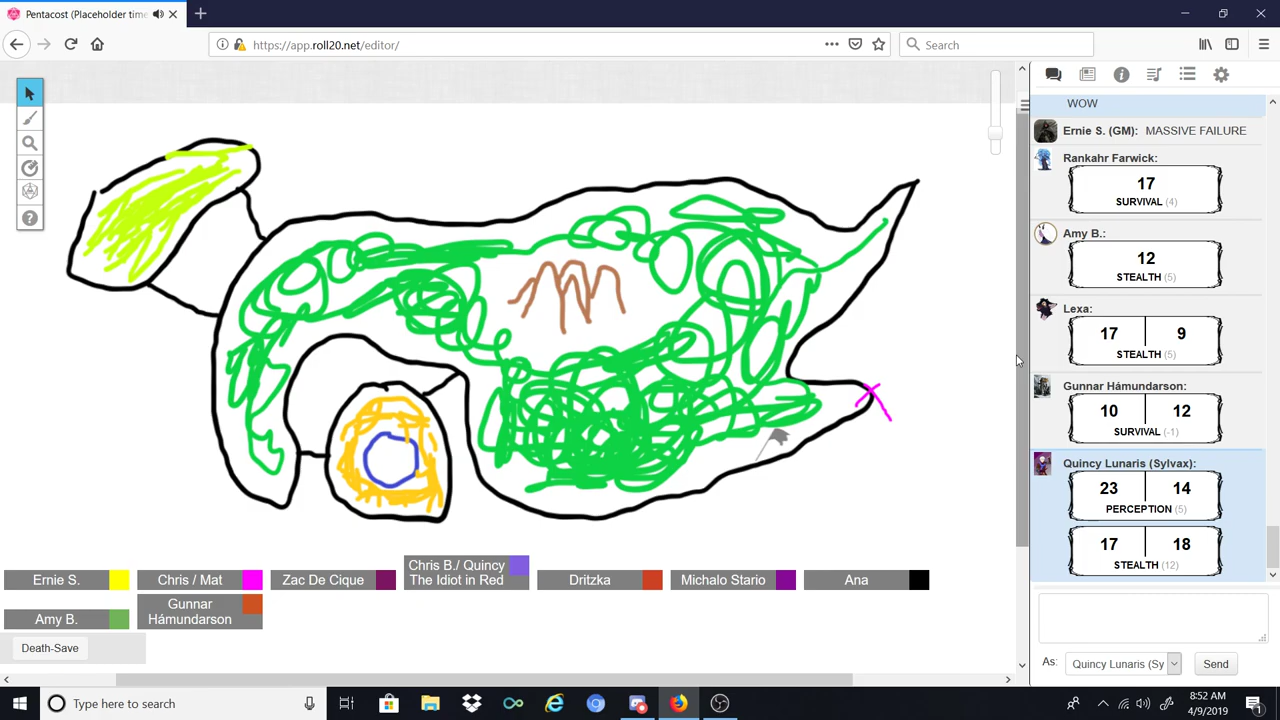 Pentacost (Placeholder time
https://app.roll20.net/editor/
Search
WOW
Ernie S. (GM): MASSIVE FAILURE
Rankahr Farwick:
17
SURVIVAL (4)
Amy B.:
12
STEALTH (5)
Lexa:
17 9
STEALTH (5)
Gunnar Hámundarson:
10 12
SURVIVAL (-1)
Quincy Lunaris (Sylvax):
23 14
PERCEPTION (5)
17 18
STEALTH (12)
Ernie S.
Chris / Mat
Zac De Cique
Chris B./ Quincy
The Idiot in Red
Dritzka
Michalo Stario
Ana
Amy B.
Gunnar
Hámundarson
Death-Save
As: Quincy Lunaris (Sy Send
Type here to search
8:52 AM
4/9/2019
1